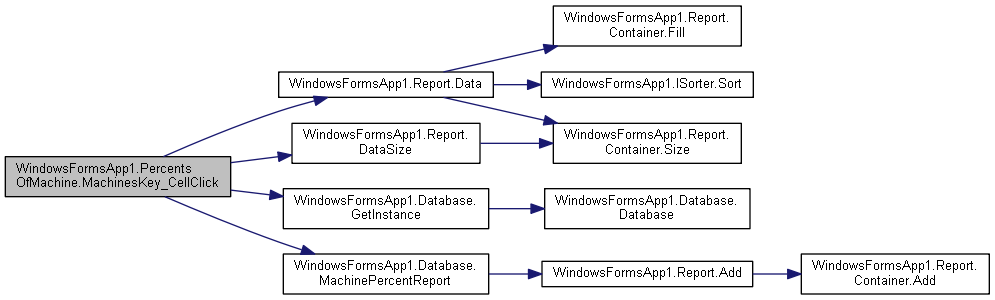 WindowsFormsApp1.Percents
OfMachine.MachinesKey_CellClick
WindowsFormsApp1.Report.Data
WindowsFormsApp1.Report.
DataSize
WindowsFormsApp1.Database.
GetInstance
WindowsFormsApp1.Database.
MachinePercentReport
WindowsFormsApp1.Report.
Container.Fill
WindowsFormsApp1.ISorter.Sort
WindowsFormsApp1.Report.
Container.Size
WindowsFormsApp1.Database.
Database
WindowsFormsApp1.Report.Add
WindowsFormsApp1.Report.
Container.Add